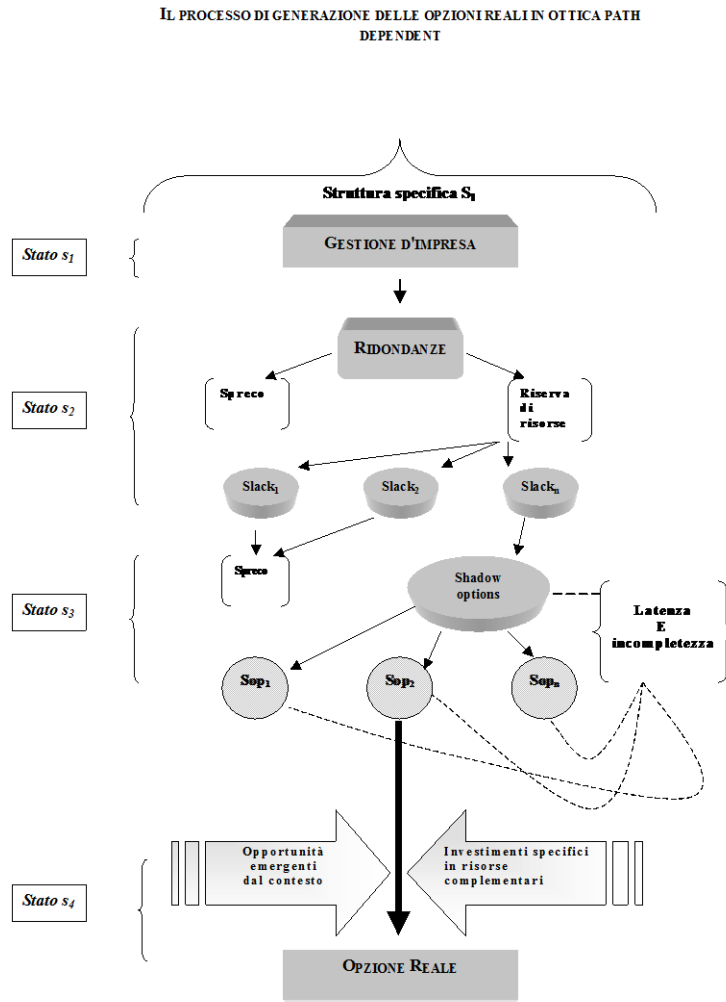 IL PROCESSO DI GENERAZIONE DELLE OPZIONI REALI IN OTTICA PATH
DEPENDENT
Struttura specifica S₁
Stato s₁
GESTIONE D'IMPRESA
RIDONDANZE
Stato s₂
Spreco
Riserva
di
risorse
Slack₁
Slack₂
Slackₙ
Spreco
Shadow
options
Stato s₃
Latenza
E
incompletezza
Sop₁
Sop₂
Sopₙ
Opportunità
emergenti
dal contesto
Investimenti specifici
in risorse
complementari
Stato s₄
OPZIONE REALE